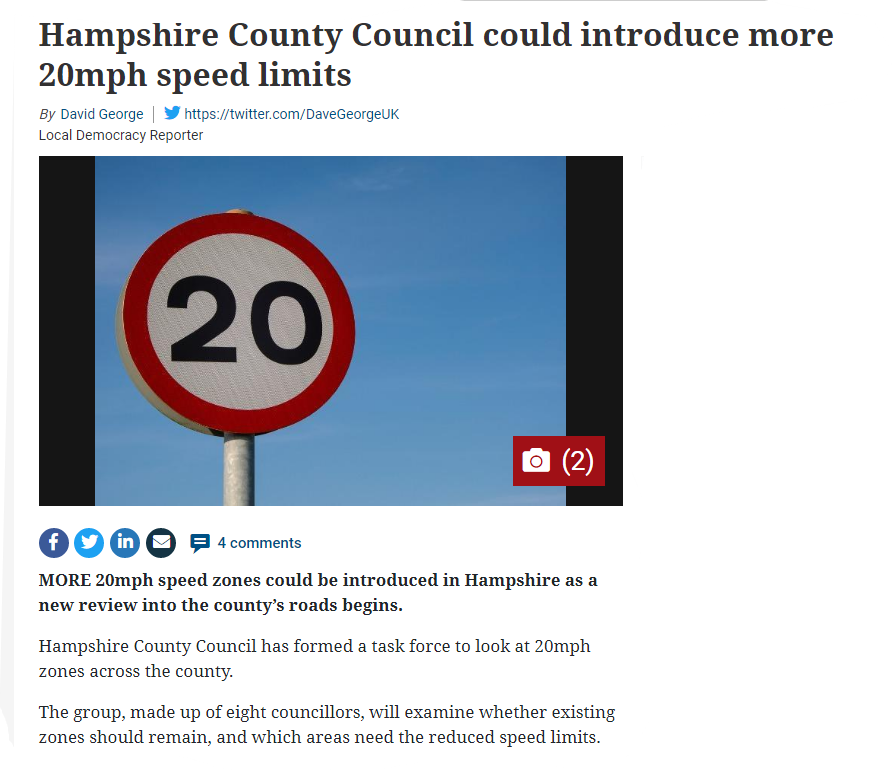 Hampshire County Council could introduce more
20mph speed limits
By David George | https://twitter.com/DaveGeorgeUK
Local Democracy Reporter
20
(2)
f in 4 comments
MORE 20mph speed zones could be introduced in Hampshire as a
new review into the county’s roads begins.
Hampshire County Council has formed a task force to look at 20mph
zones across the county.
The group, made up of eight councillors, will examine whether existing
zones should remain, and which areas need the reduced speed limits.